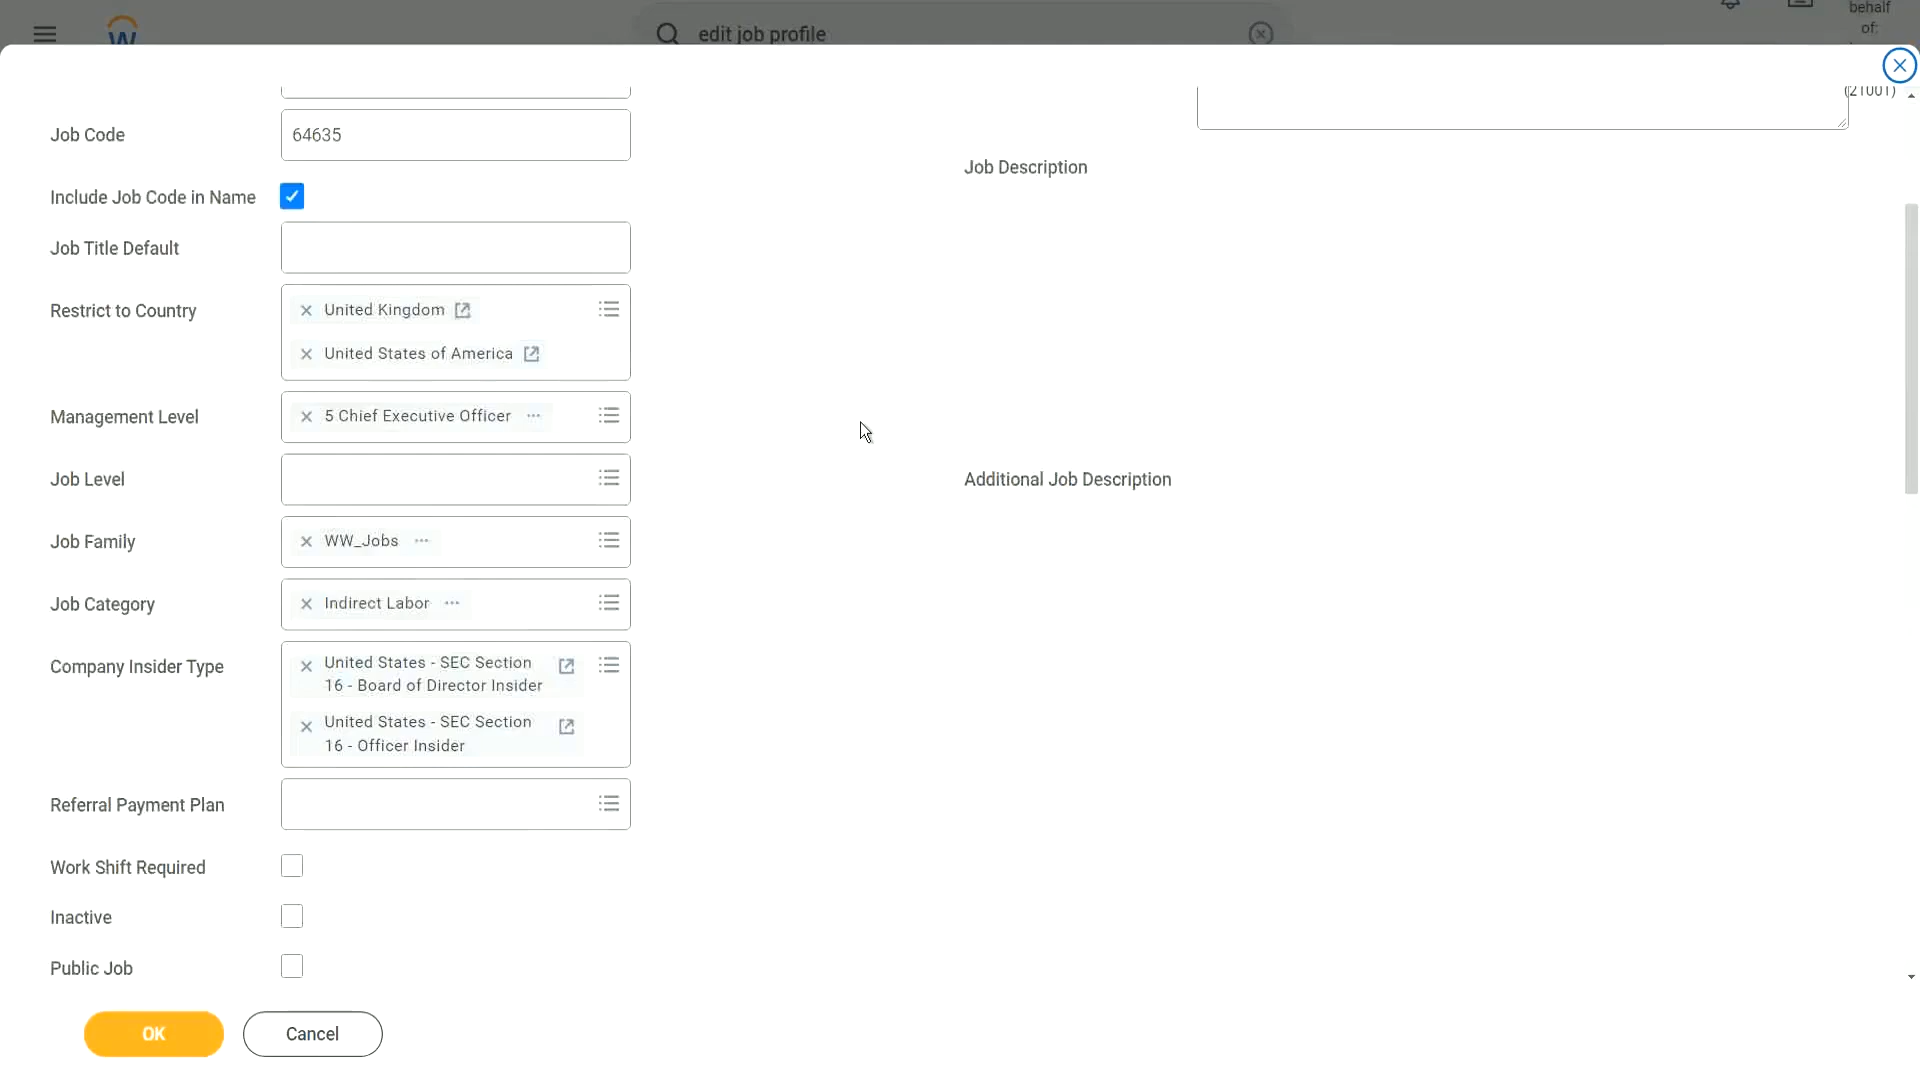 behalf
of:
edit job profile
(21001)
Job Code
64635
Job Description
Include Job Code in Name
Job Title Default
Restrict to Country
United Kingdom
United States of America
Management Level
5 Chief Executive Officer
Job Level
Additional Job Description
Job Family
WW_Jobs
Job Category
Indirect Labor
Company Insider Type
United States - SEC Section
16 - Board of Director Insider
United States - SEC Section
16 - Officer Insider
Referral Payment Plan
Work Shift Required
Inactive
Public Job
OK
Cancel